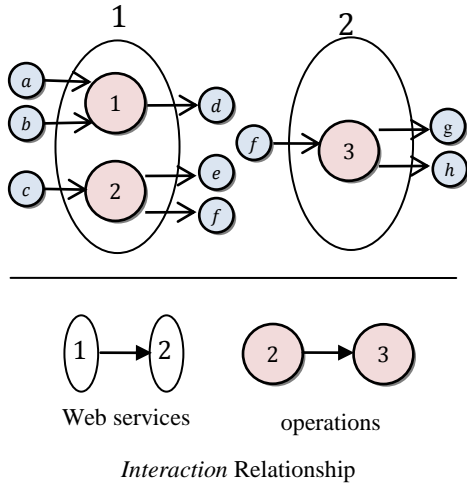 1
2
a
b
c
1
2
d
e
f
f
3
g
h
1
2
2
3
Web services
operations
Interaction Relationship